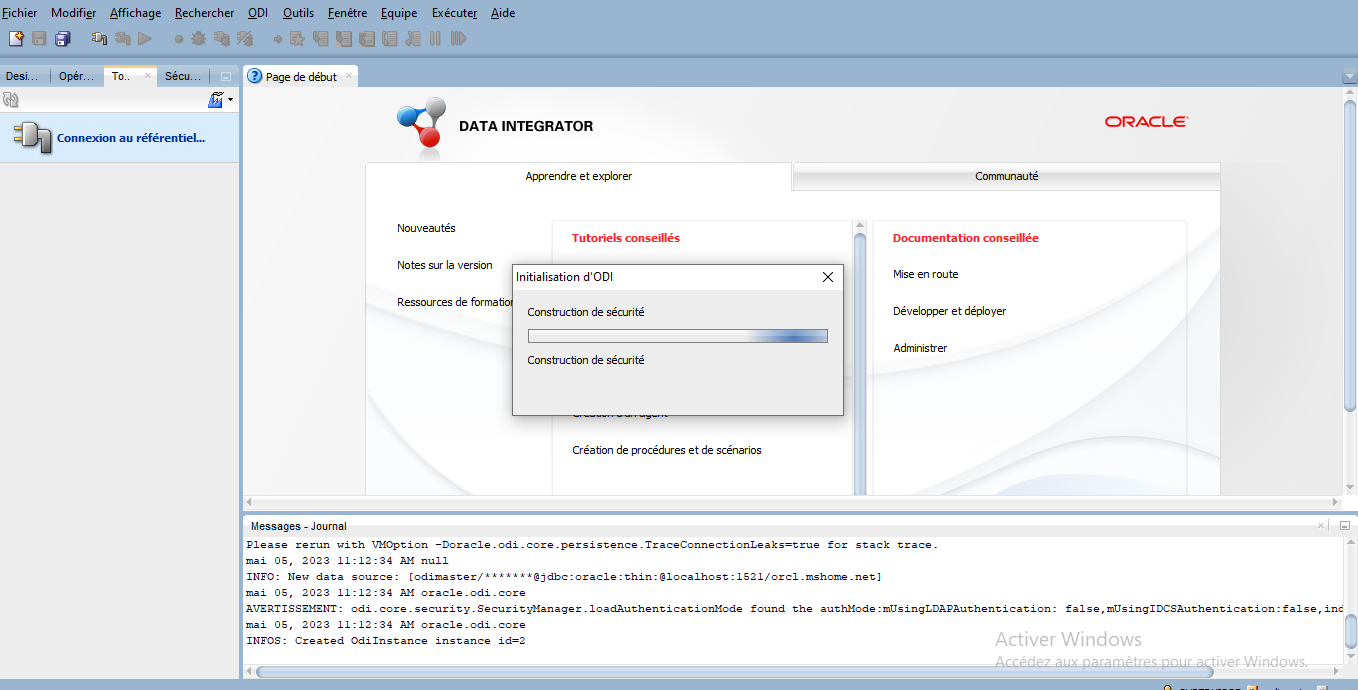 Fichier Modifier Affichage Rechercher ODI Outils Fenêtre Equipe Exécuter Aide
Desi... Opér... To.. Sécu... Page de début
Connexion au référentiel...
DATA INTEGRATOR
ORACLE
Apprendre et explorer
Communauté
Nouveautés
Notes sur la version
Ressources de formation
Tutoriels conseillés
Création d'un agent
Création de procédures et de scénarios
Documentation conseillée
Mise en route
Développer et déployer
Administrer
Initialisation d'ODI
Construction de sécurité
Construction de sécurité
Messages - Journal
Please rerun with VMOption -Doracle.odi.core.persistence.TraceConnectionLeaks=true for stack trace.
mai 05, 2023 11:12:34 AM null
INFO: New data source: [odimaster/*******@jdbc:oracle:thin:@localhost:1521/orcl.mshome.net]
mai 05, 2023 11:12:34 AM oracle.odi.core
AVERTISSEMENT: odi.core.security.SecurityManager.loadAuthenticationMode found the authMode:mUsingLDAPAuthentication: false,mUsingIDCSAuthentication:false,ind
mai 05, 2023 11:12:34 AM oracle.odi.core
INFOS: Created OdiInstance instance id=2
Activer Windows
Accédez aux paramètres pour activer Windows.